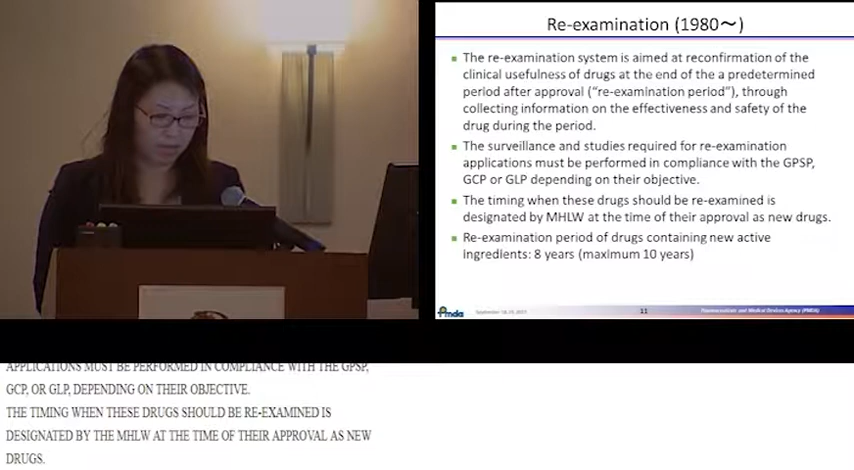 Re-examination (1980～)
The re-examination system is aimed at reconfirmation of the
clinical usefulness of drugs at the end of the a predetermined
period after approval ("re-examination period"), through
collecting information on the effectiveness and safety of the
drug during the period.
The surveillance and studies required for re-examination
applications must be performed in compliance with the GPSP,
GCP or GLP depending on their objective.
The timing when these drugs should be re-examined is
designated by MHLW at the time of their approval as new drugs.
Re-examination period of drugs containing new active
ingredients: 8 years (maximum 10 years)
Pmda
11
Pharmaceuticals and Medical Devices Agency (PMDA)
APPLICATIONS MUST BE PERFORMED IN COMPLIANCE WITH THE GPSP,
GCP, OR GLP, DEPENDING ON THEIR OBJECTIVE.
THE TIMING WHEN THESE DRUGS SHOULD BE RE-EXAMINED IS
DESIGNATED BY THE MHLW AT THE TIME OF THEIR APPROVAL AS NEW
DRUGS.